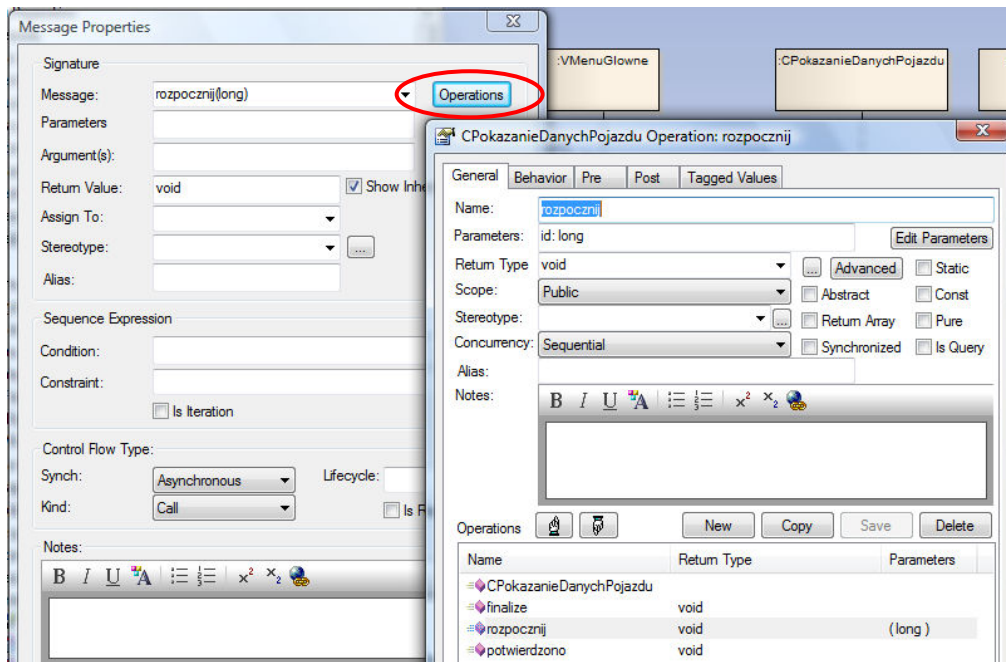 Message Properties
Signature
Message: rozpocznij(long) Operations
Parameters
Argument(s):
Return Value: void Show Inhe
Assign To:
Stereotype: ...
Alias:
Sequence Expression
Condition:
Constraint:
Is Iteration
Control Flow Type:
Synch: Asynchronous Lifecycle:
Kind: Call Is R
Notes:
B I U A x² x₂
:VMenuGlowne
:CPokazanieDanychPojazdu
CPokazanieDanychPojazdu Operation: rozpocznij
General Behavior Pre Post Tagged Values
Name: rozpocznij
Parameters: id: long Edit Parameters
Return Type void ... Advanced Static
Scope: Public Abstract Const
Stereotype: ... Return Array Pure
Concurrency: Sequential Synchronized Is Query
Alias:
Notes:
B I U A x² x₂
Operations New Copy Save Delete
Name Return Type Parameters
CPokazanieDanychPojazdu
finalize void
rozpocznij void ( long )
potwierdzono void